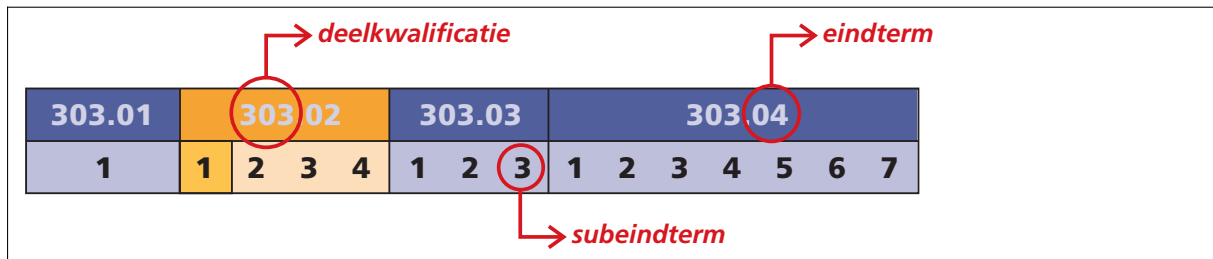 deelkwalificatie eindterm
303.01 303.02 303.03 303.04
1 1 2 3 4 1 2 3 1 2 3 4 5 6 7
subeindterm